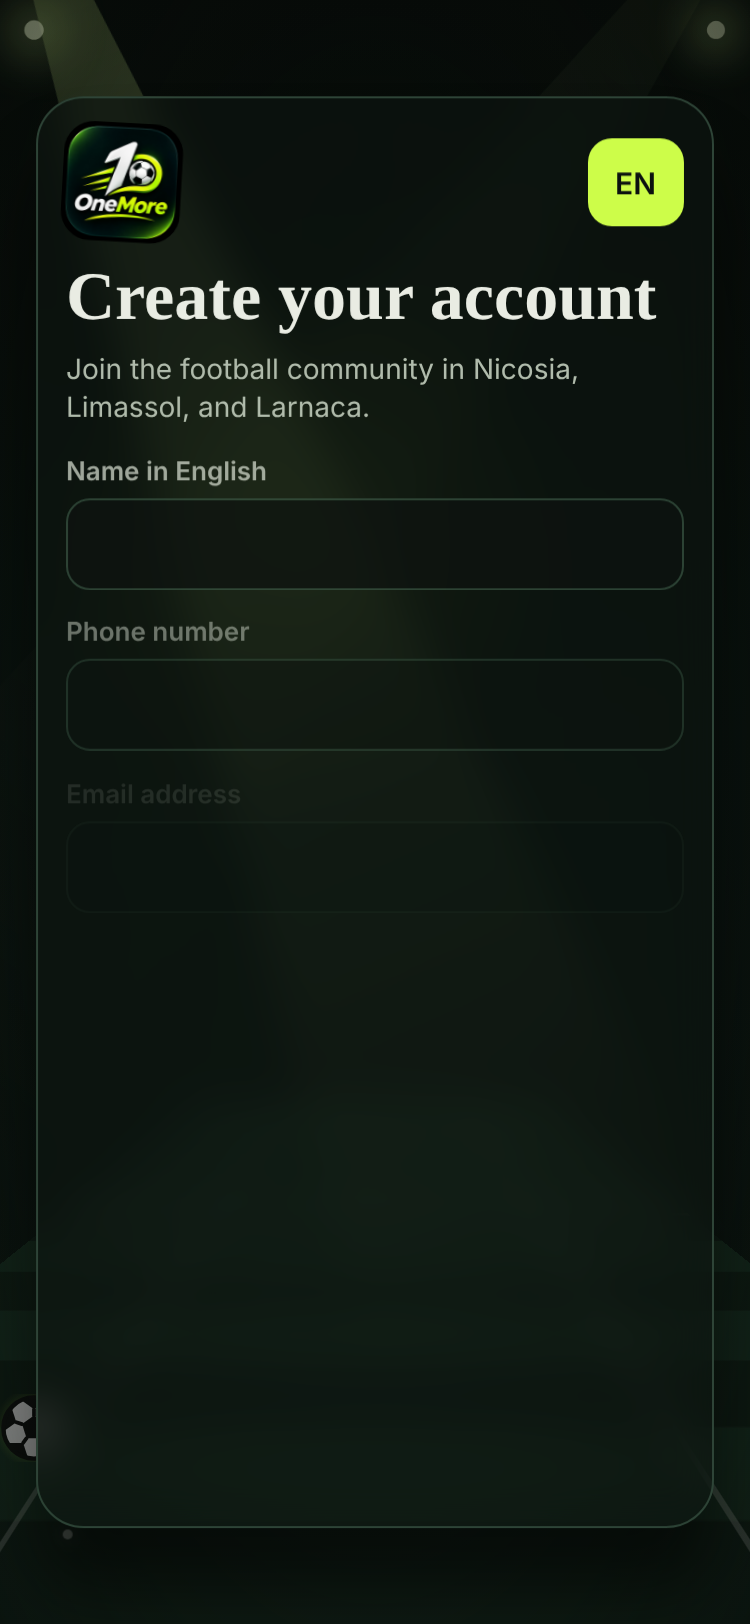 10
OneMore
EN
Create your account
Join the football community in Nicosia,
Limassol, and Larnaca.
Name in English
Phone number
Email address